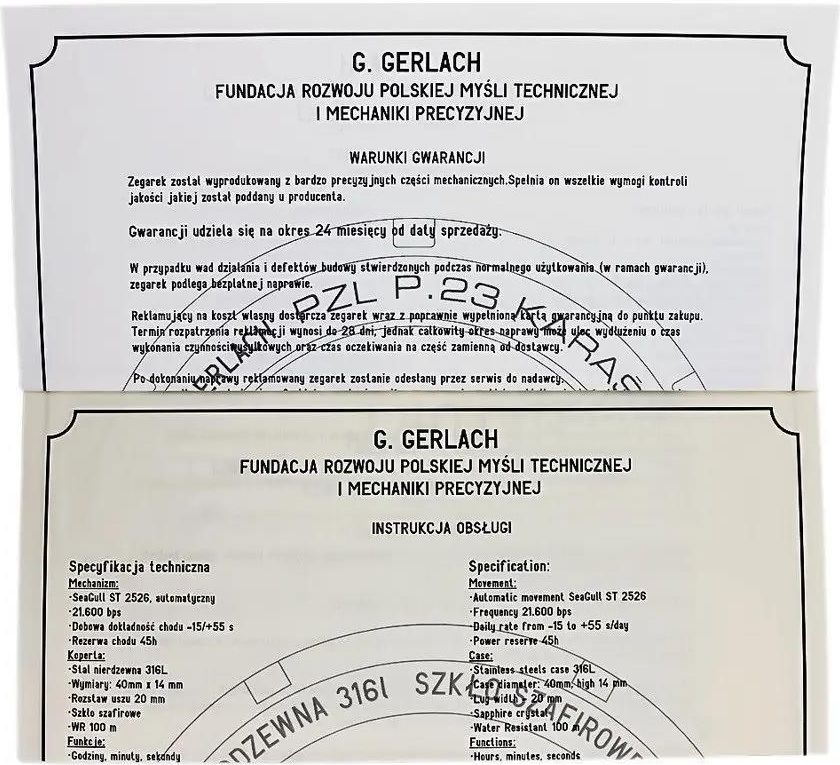 G. GERLACH
FUNDACJA ROZWOJU POLSKIEJ MYŚLI TECHNICZNEJ
I MECHANIKI PRECYZYJNEJ
WARUNKI GWARANCJI
Zegarek został wyprodukowany z bardzo precyzyjnych części mechanicznych.Spełnia on wszelkie wymogi kontroli
jakości jakiej został poddany u producenta.
Gwarancji udziela się na okres 24 miesięcy od daty sprzedaży.
W przypadku wad działania i defektów budowy stwierdzonych podczas normalnego użytkowania (w ramach gwarancji),
zegarek podlega bezpłatnej naprawie.
Reklamujący na koszt własny dostarcza zegarek wraz z poprawnie wypełnioną kartą gwarancyjną do punktu zakupu.
Termin rozpatrzenia reklamacji wynosi do 28 dni, jednak całkowity okres naprawy może ulec wydłużeniu o czas
wykonania czynności wysyłkowych oraz czas oczekiwania na część zamienną od dostawcy.
Po dokonaniu naprawy reklamowany zegarek zostanie odesłany przez serwis do nadawcy.
GERLACH PZL P.23 KARAŚ
G. GERLACH
FUNDACJA ROZWOJU POLSKIEJ MYŚLI TECHNICZNEJ
I MECHANIKI PRECYZYJNEJ
INSTRUKCJA OBSŁUGI
Specyfikacja techniczna
Mechanizm:
·SeaGull ST 2526, automatyczny
·21.600 bps
·Dobowa dokładność chodu -15/+55 s
·Rezerwa chodu 45h
Koperta:
·Stal nierdzewna 316L
·Wymiary: 40mm x 14 mm
·Rozstaw uszu 20 mm
·Szkło szafirowe
·WR 100 m
Funkcje:
·Godziny, minuty, sekundy
Specification:
Movement:
·Automatic movement SeaGull ST 2526
·Frequency 21.600 bps
·Daily rate from -15 to +55 s/day
·Power reserve 45h
Case:
·Stainless steels case 316L
·Case diameter: 40mm, high 14 mm
·Lug width: 20 mm
·Sapphire crystal
·Water Resistant 100 m
Functions:
·Hours, minutes, seconds
316l SZKŁO